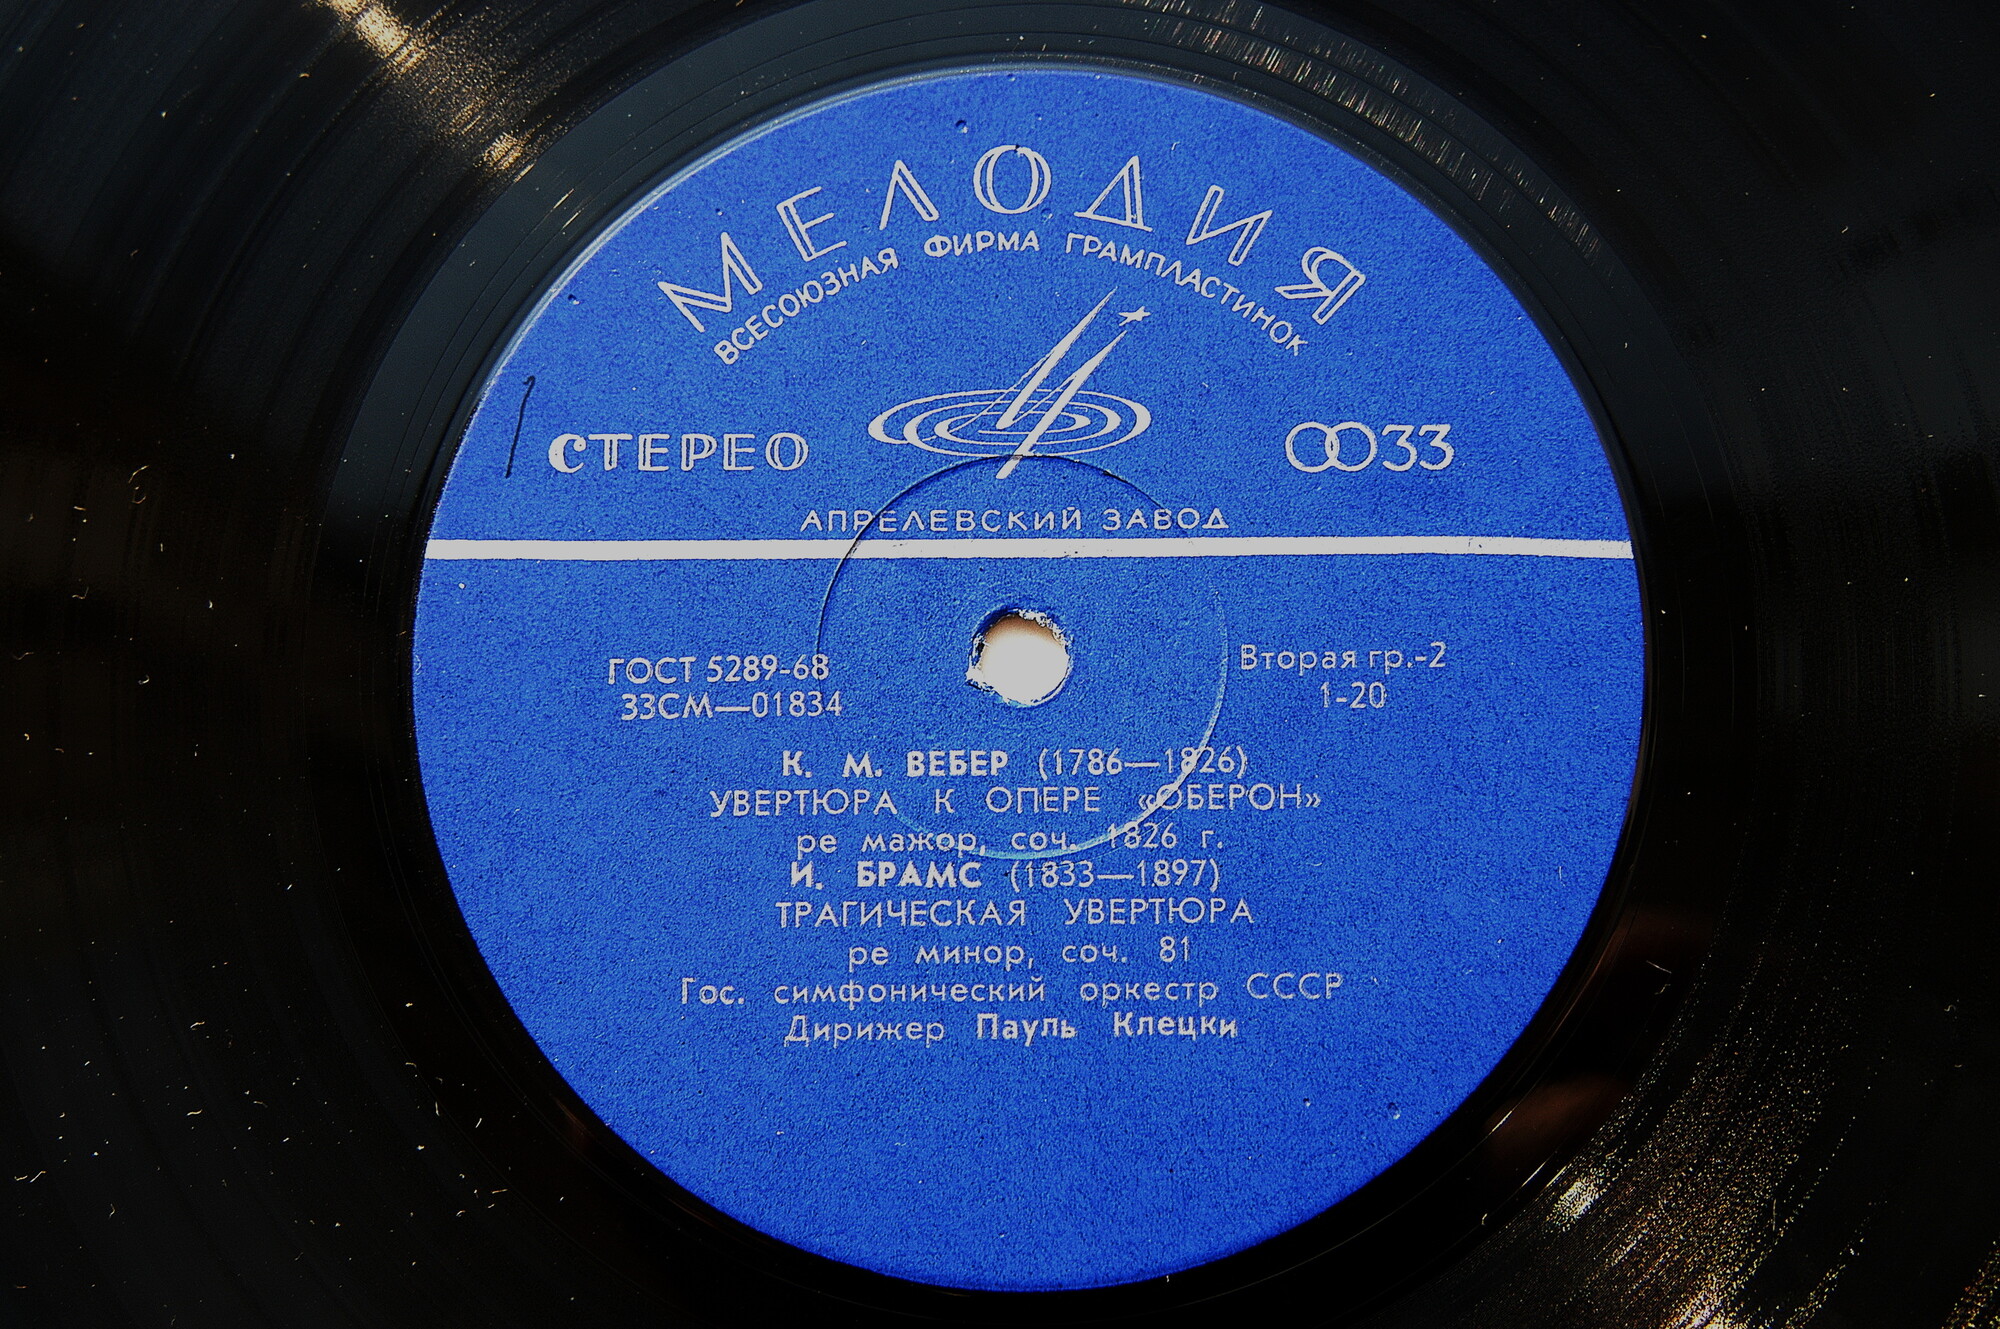 МЕЛОДИЯ
ВСЕСОЮЗНАЯ ФИРМА ГРАМПЛАСТИНОК
СТЕРЕО
33
АПРЕЛЕВСКИЙ ЗАВОД
ГОСТ 5289-68
33СМ—01834
Вторая гр.-2
1-20
К. М. ВЕБЕР (1786—1826)
УВЕРТЮРА К ОПЕРЕ «ОБЕРОН»
ре мажор, соч. 1826 г.
И. БРАМС (1833—1897)
ТРАГИЧЕСКАЯ УВЕРТЮРА
ре минор, соч. 81
Гос. симфонический оркестр СССР
Дирижер Пауль Клецки